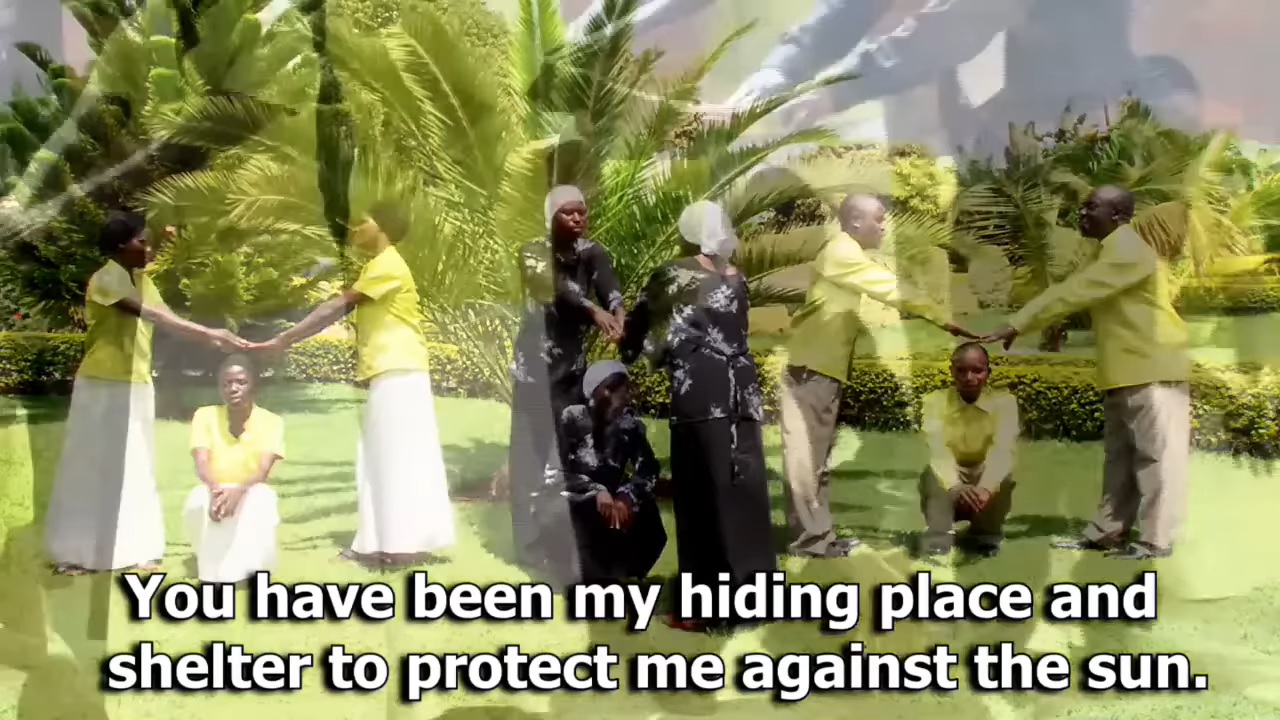 You have been my hiding place and
shelter to protect me against the sun.